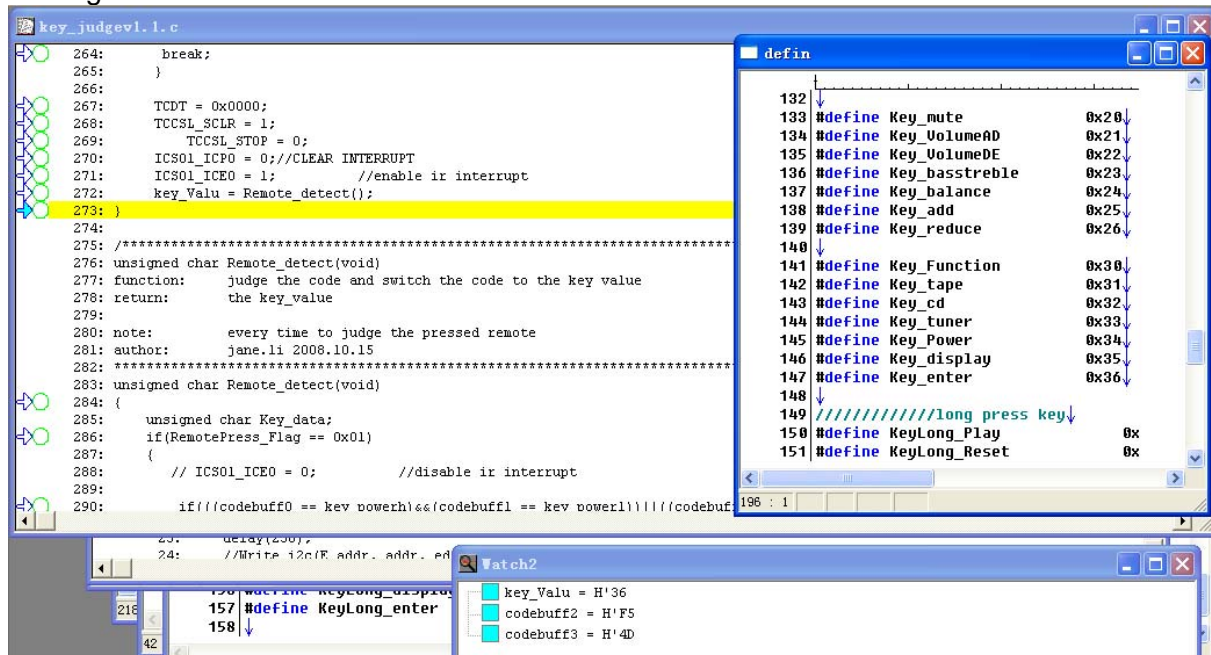 key_judgev1.1.c
264: break;
265: }
266:
267: TCDT = 0x0000;
268: TCCSL_SCLR = 1;
269: TCCSL_STOP = 0;
270: ICS01_ICP0 = 0;//CLEAR INTERRUPT
271: ICS01_ICE0 = 1; //enable ir interrupt
272: key_Valu = Remote_detect();
273: }
274:
275: /****************************************************************************
276: unsigned char Remote_detect(void)
277: function: judge the code and switch the code to the key value
278: return: the key_value
279:
280: note: every time to judge the pressed remote
281: author: jane.li 2008.10.15
282: *****************************************************************************
283: unsigned char Remote_detect(void)
284: {
285: unsigned char Key_data;
286: if(RemotePress_Flag == 0x01)
287: {
288: // ICS01_ICE0 = 0; //disable ir interrupt
289:
290: if(((codebuff0 == key_powerh)&&(codebuff1 == key_powerl))||((codebuf
defin
132↓
133 #define Key_mute 0x20↓
134 #define Key_VolumeAD 0x21↓
135 #define Key_VolumeDE 0x22↓
136 #define Key_basstreble 0x23↓
137 #define Key_balance 0x24↓
138 #define Key_add 0x25↓
139 #define Key_reduce 0x26↓
140 ↓
141 #define Key_Function 0x30↓
142 #define Key_tape 0x31↓
143 #define Key_cd 0x32↓
144 #define Key_tuner 0x33↓
145 #define Key_Power 0x34↓
146 #define Key_display 0x35↓
147 #define Key_enter 0x36↓
148 ↓
149 /////////////long press key↓
150 #define KeyLong_Play 0x
151 #define KeyLong_Reset 0x
196 : 1
24: //Write i2c(E addr, addr, ed
218
157 #define KeyLong_enter
158 ↓
42
Watch2
key_Valu = H'36
codebuff2 = H'F5
codebuff3 = H'4D